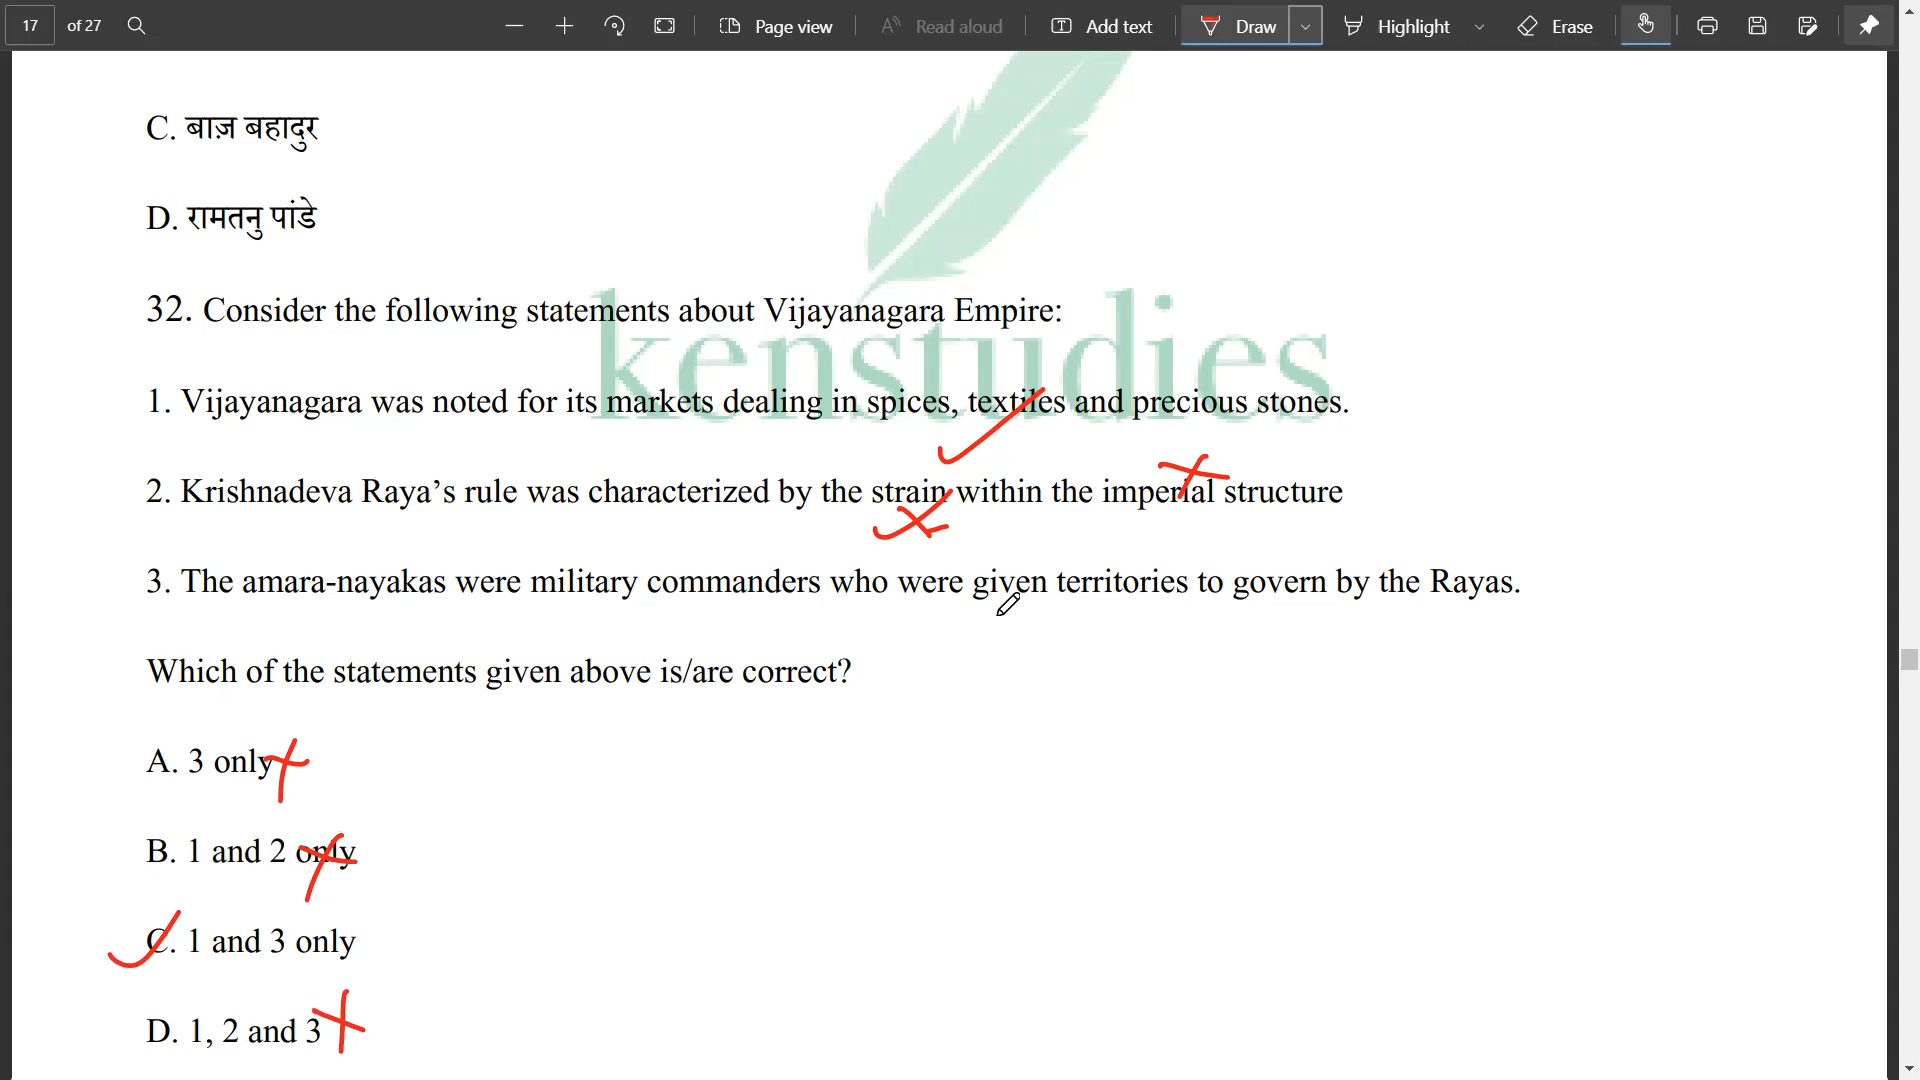 17 of 27 Page view Read aloud Add text Draw Highlight Erase
C. बाज़ बहादुर
D. रामतनु पांडे
32. Consider the following statements about Vijayanagara Empire:
kenstudies
1. Vijayanagara was noted for its markets dealing in spices, textiles and precious stones.
2. Krishnadeva Raya’s rule was characterized by the strain within the imperial structure
3. The amara-nayakas were military commanders who were given territories to govern by the Rayas.
Which of the statements given above is/are correct?
A. 3 only
B. 1 and 2 only
C. 1 and 3 only
D. 1, 2 and 3